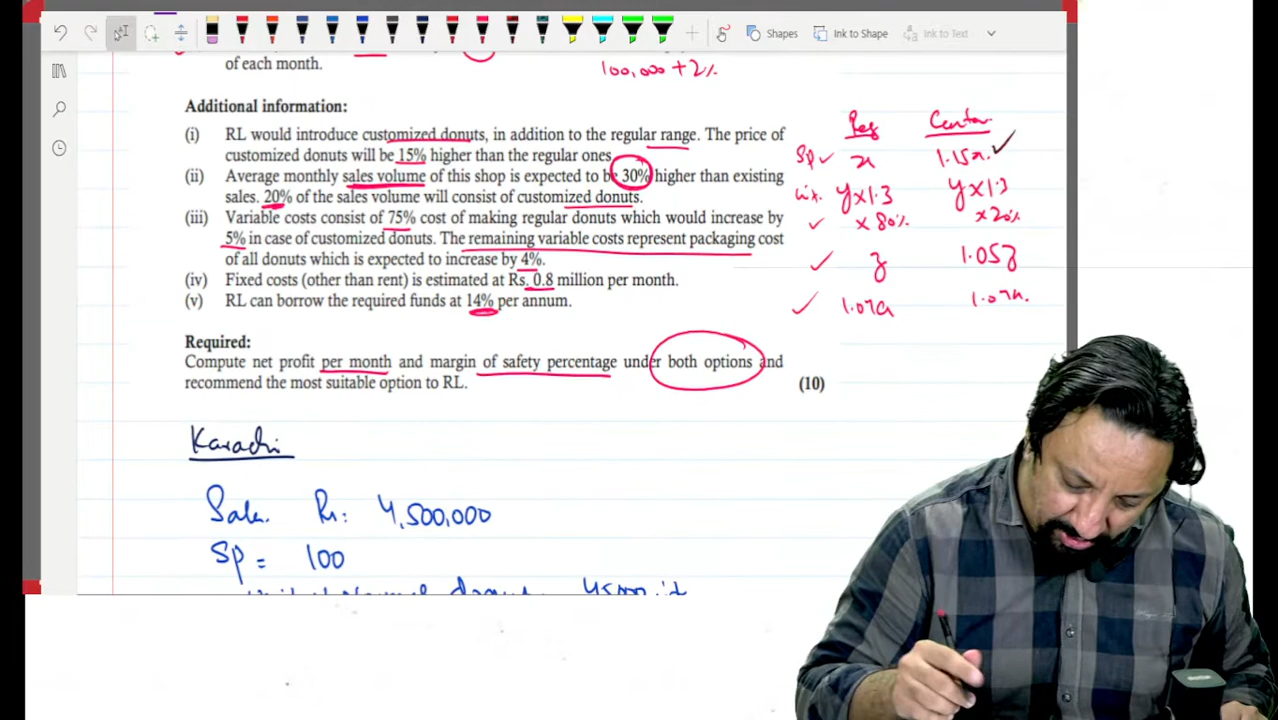 Shapes Ink to Shape Ink to Text
of each month.
100,000 + 2%
Additional information:
(i) RL would introduce customized donuts, in addition to the regular range. The price of
customized donuts will be 15% higher than the regular ones.
(ii) Average monthly sales volume of this shop is expected to be 30% higher than existing
sales. 20% of the sales volume will consist of customized donuts.
(iii) Variable costs consist of 75% cost of making regular donuts which would increase by
5% in case of customized donuts. The remaining variable costs represent packaging cost
of all donuts which is expected to increase by 4%.
(iv) Fixed costs (other than rent) is estimated at Rs. 0.8 million per month.
(v) RL can borrow the required funds at 14% per annum.
Reg
Sp x 1.15x
y x 1.3 y x 1.3
x 80% x 20%
z 1.05z
Required:
Compute net profit per month and margin of safety percentage under both options and
recommend the most suitable option to RL. (10)
Karachi
Sales Rs: 4,500,000
Sp = 100